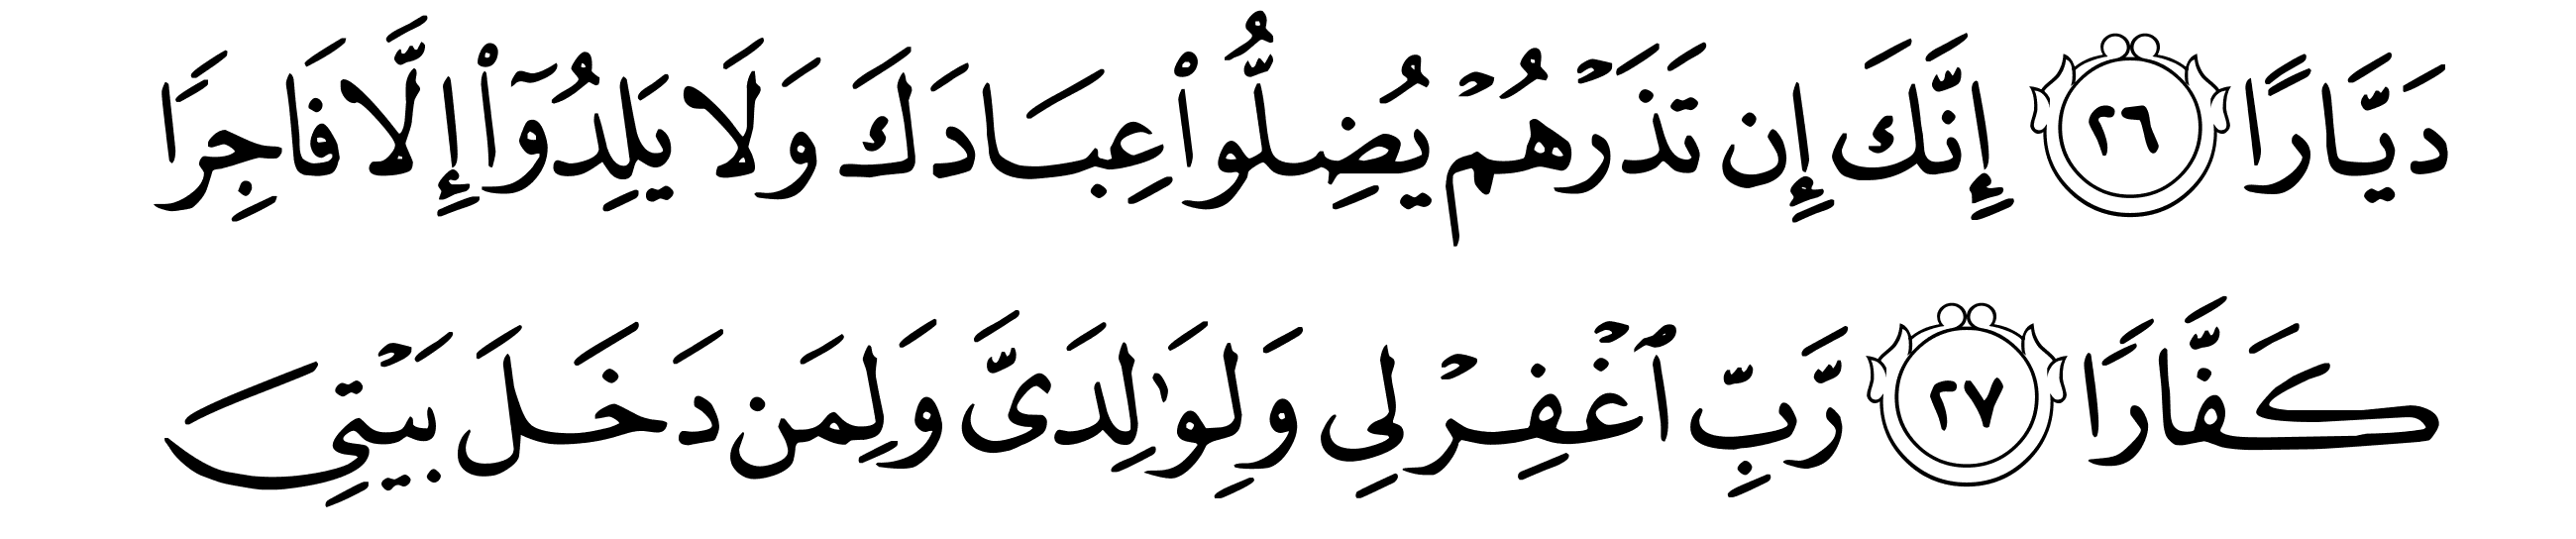 دَيَّارًا ٢٦ إِنَّكَ إِن تَذَرْهُمْ يُضِلُّوا۟ عِبَادَكَ وَلَا يَلِدُوٓا۟ إِلَّا فَاجِرًا
كَفَّارًا ٢٧ رَّبِّ ٱغْفِرْ لِى وَلِوَٰلِدَىَّ وَلِمَن دَخَلَ بَيْتِىَ